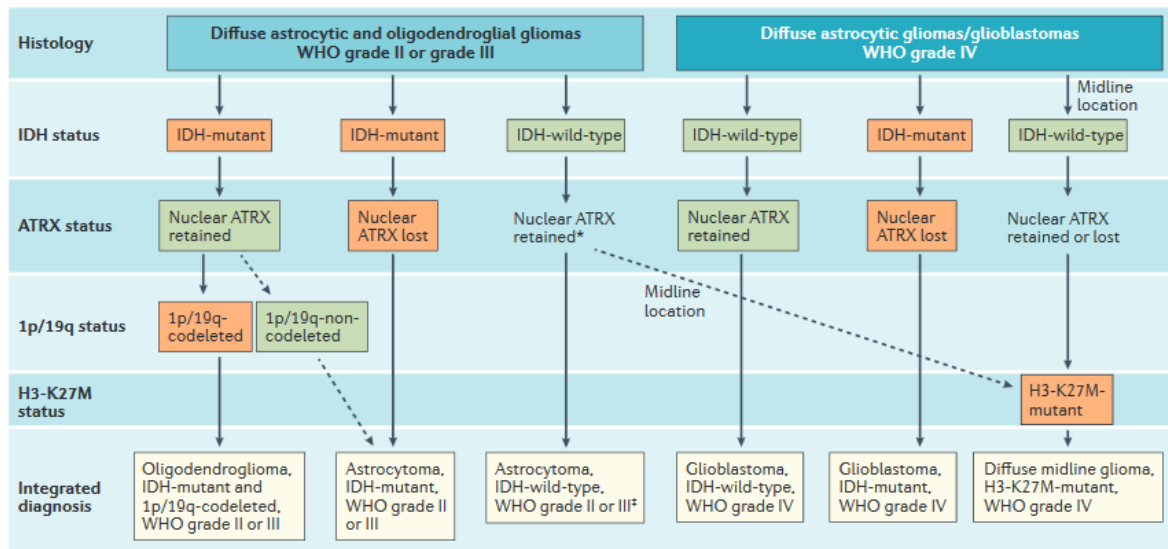 Histology
Diffuse astrocytic and oligodendroglial gliomas
WHO grade II or grade III
Diffuse astrocytic gliomas/glioblastomas
WHO grade IV
Midline
location
IDH status
IDH-mutant
IDH-mutant
IDH-wild-type
IDH-wild-type
IDH-mutant
IDH-wild-type
ATRX status
Nuclear ATRX
retained
Nuclear
ATRX lost
Nuclear ATRX
retained*
Nuclear ATRX
retained
Nuclear
ATRX lost
Nuclear ATRX
retained or lost
Midline
location
1p/19q status
1p/19q-
codeleted
1p/19q-non-
codeleted
H3-K27M
status
H3-K27M-
mutant
Integrated
diagnosis
Oligodendroglioma,
IDH-mutant and
1p/19q-codeleted,
WHO grade II or III
Astrocytoma,
IDH-mutant,
WHO grade II
or III
Astrocytoma,
IDH-wild-type,
WHO grade II or III‡
Glioblastoma,
IDH-wild-type,
WHO grade IV
Glioblastoma,
IDH-mutant,
WHO grade IV
Diffuse midline glioma,
H3-K27M-mutant,
WHO grade IV